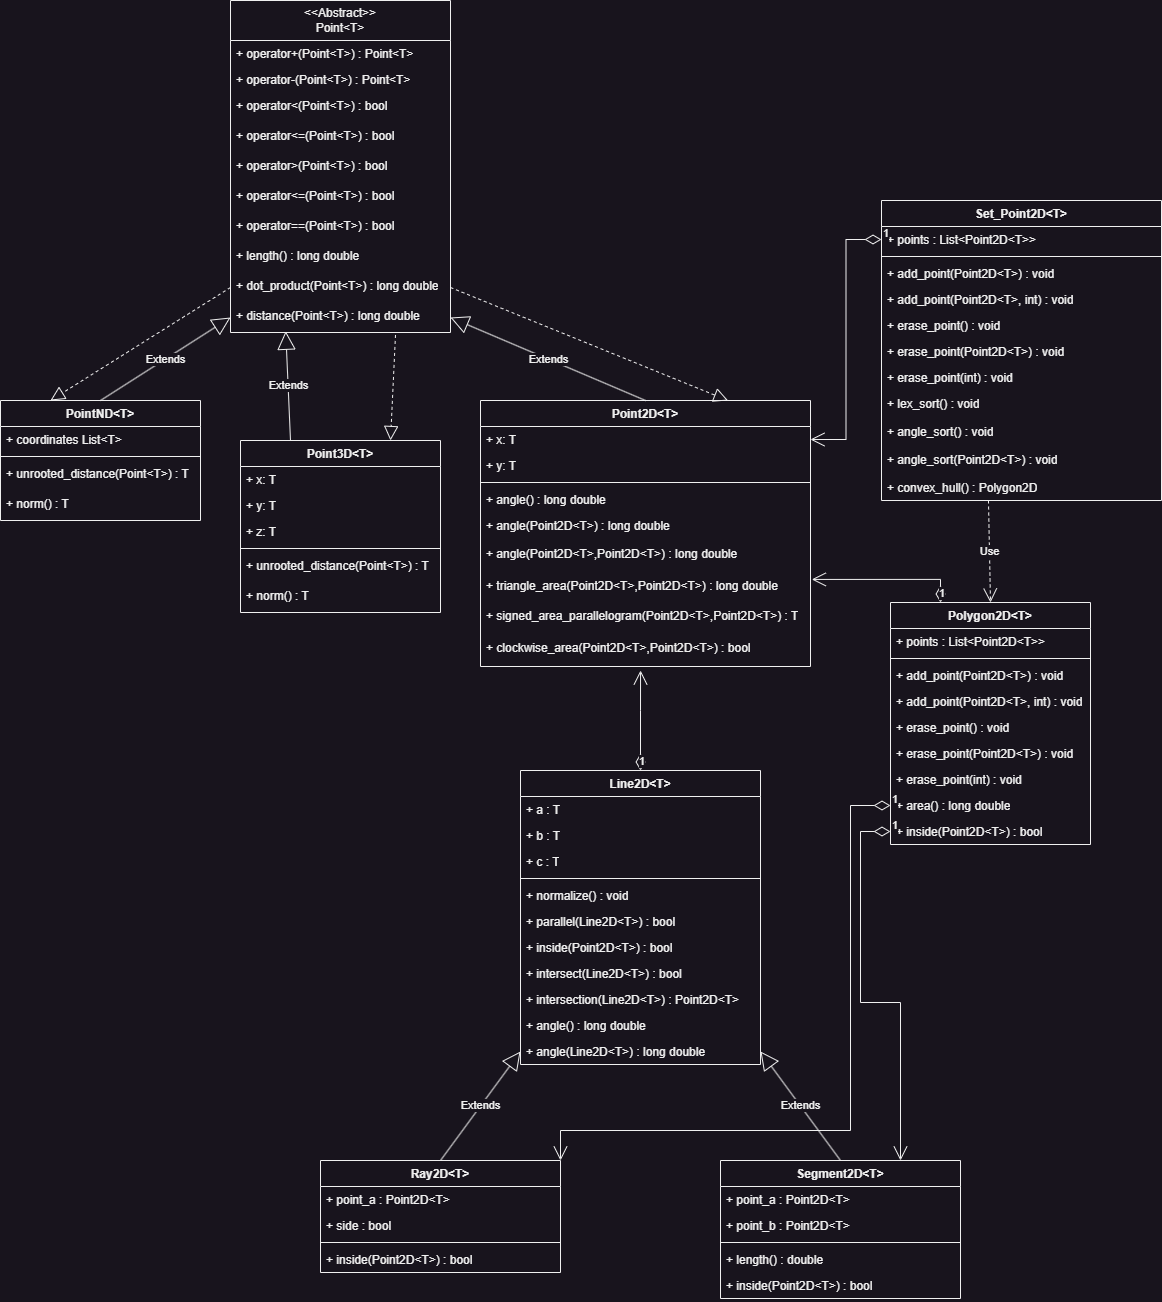 <<Abstract>>
Point<T>
+ operator+(Point<T>) : Point<T>
+ operator-(Point<T>) : Point<T>
+ operator<(Point<T>) : bool
+ operator<=(Point<T>) : bool
+ operator>(Point<T>) : bool
+ operator<=(Point<T>) : bool
+ operator==(Point<T>) : bool
+ length() : long double
+ dot_product(Point<T>) : long double
+ distance(Point<T>) : long double
Extends
Extends
Extends
PointND<T>
+ coordinates List<T>
+ unrooted_distance(Point<T>) : T
+ norm() : T
Point3D<T>
+ x: T
+ y: T
+ z: T
+ unrooted_distance(Point<T>) : T
+ norm() : T
Point2D<T>
+ x: T
+ y: T
+ angle() : long double
+ angle(Point2D<T>) : long double
+ angle(Point2D<T>,Point2D<T>) : long double
+ triangle_area(Point2D<T>,Point2D<T>) : long double
+ signed_area_parallelogram(Point2D<T>,Point2D<T>) : T
+ clockwise_area(Point2D<T>,Point2D<T>) : bool
Set_Point2D<T>
1
+ points : List<Point2D<T>>
+ add_point(Point2D<T>) : void
+ add_point(Point2D<T>, int) : void
+ erase_point() : void
+ erase_point(Point2D<T>) : void
+ erase_point(int) : void
+ lex_sort() : void
+ angle_sort() : void
+ angle_sort(Point2D<T>) : void
+ convex_hull() : Polygon2D
Use
1
Polygon2D<T>
+ points : List<Point2D<T>>
+ add_point(Point2D<T>) : void
+ add_point(Point2D<T>, int) : void
+ erase_point() : void
+ erase_point(Point2D<T>) : void
+ erase_point(int) : void
1
+ area() : long double
1
+ inside(Point2D<T>) : bool
1
Line2D<T>
+ a : T
+ b : T
+ c : T
+ normalize() : void
+ parallel(Line2D<T>) : bool
+ inside(Point2D<T>) : bool
+ intersect(Line2D<T>) : bool
+ intersection(Line2D<T>) : Point2D<T>
+ angle() : long double
+ angle(Line2D<T>) : long double
Extends
Extends
Ray2D<T>
+ point_a : Point2D<T>
+ side : bool
+ inside(Point2D<T>) : bool
Segment2D<T>
+ point_a : Point2D<T>
+ point_b : Point2D<T>
+ length() : double
+ inside(Point2D<T>) : bool